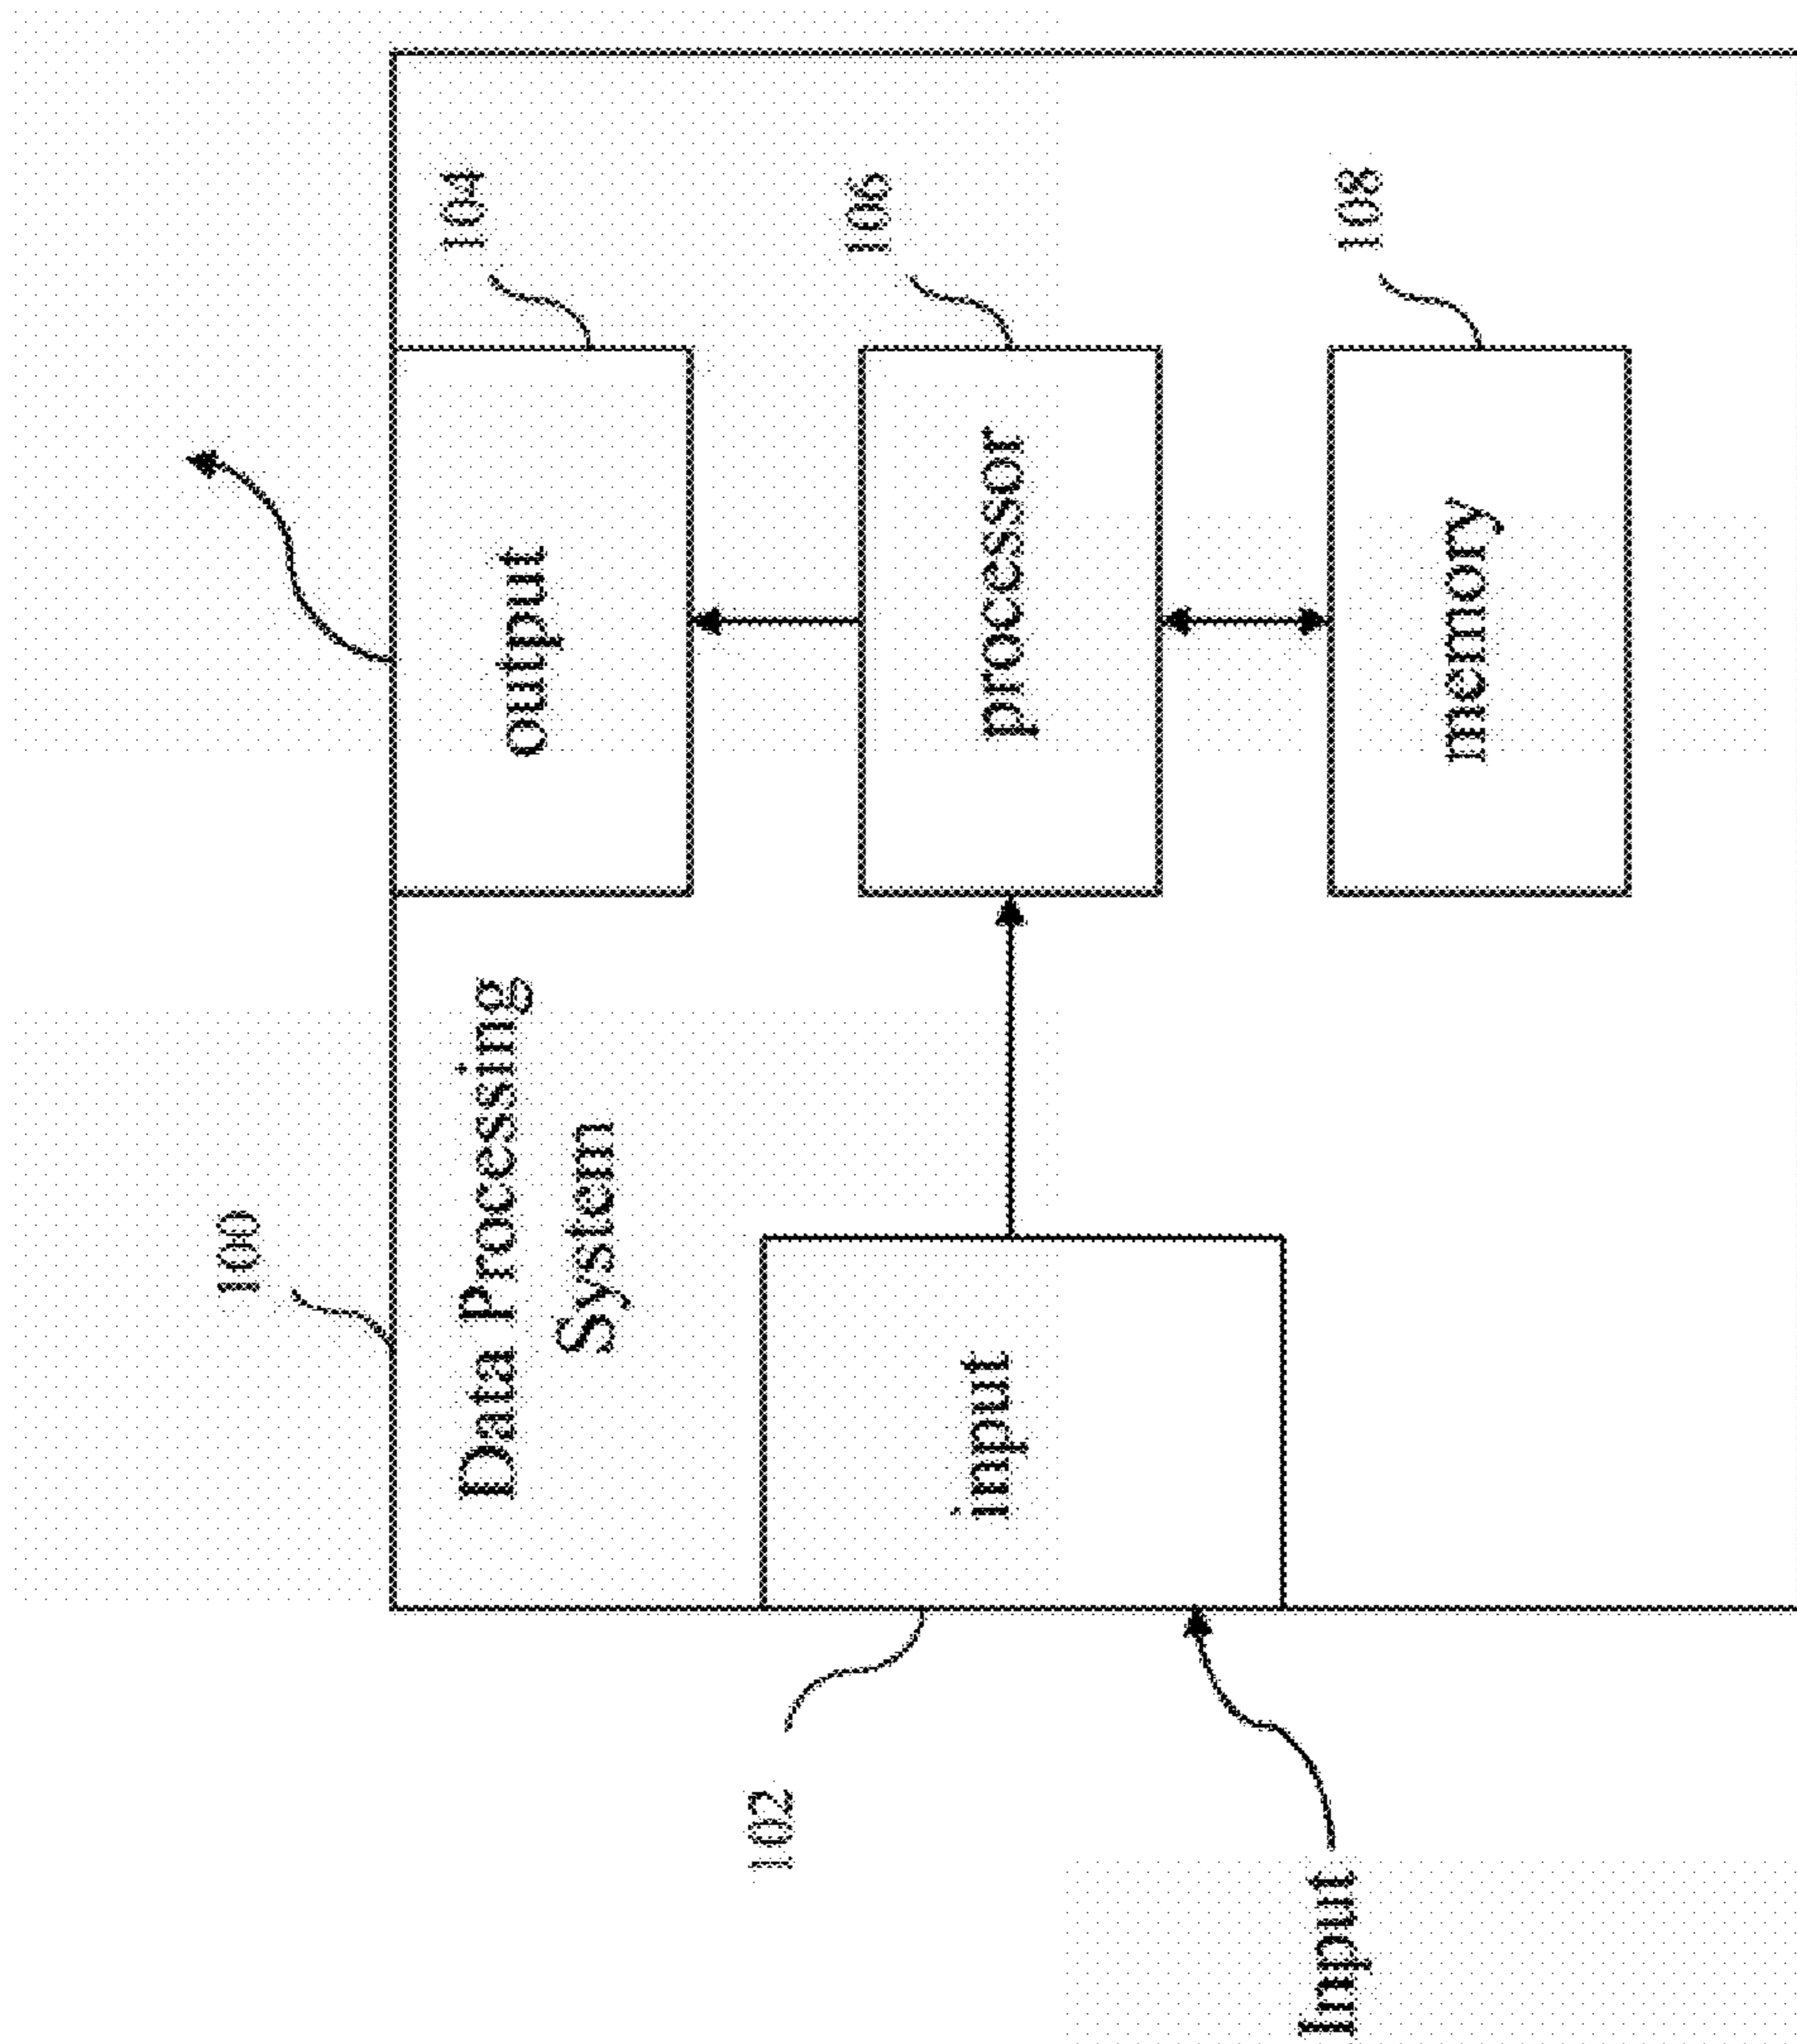 100
Data Processing
System
output
104
102
input
processor
106
Input
memory
108